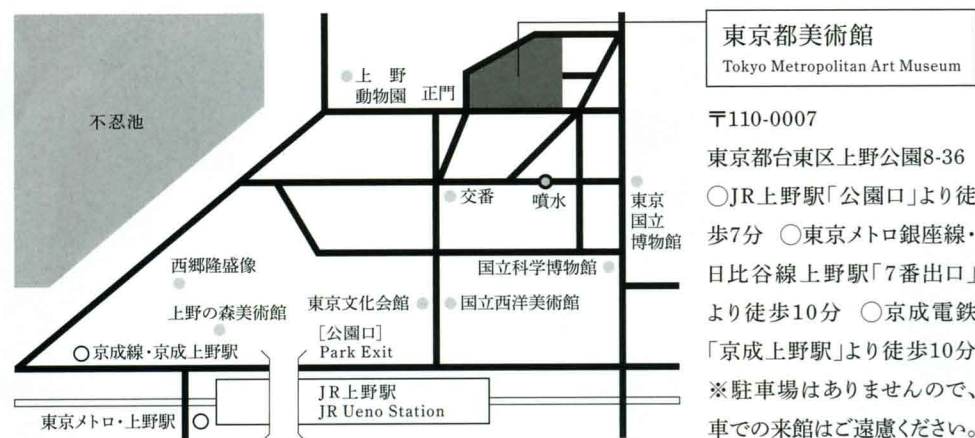 不忍池
上野
動物園
正門
交番
噴水
東京
国立
博物館
国立科学博物館
西郷隆盛像
上野の森美術館
東京文化会館
国立西洋美術館
[公園口]
Park Exit
京成線・京成上野駅
JR上野駅
JR Ueno Station
東京メトロ・上野駅
東京都美術館
Tokyo Metropolitan Art Museum
〒110-0007
東京都台東区上野公園8-36
○JR上野駅「公園口」より徒
歩7分 ○東京メトロ銀座線・
日比谷線上野駅「7番出口」
より徒歩10分 ○京成電鉄
「京成上野駅」より徒歩10分
※駐車場はありませんので、
車での来館はご遠慮ください。